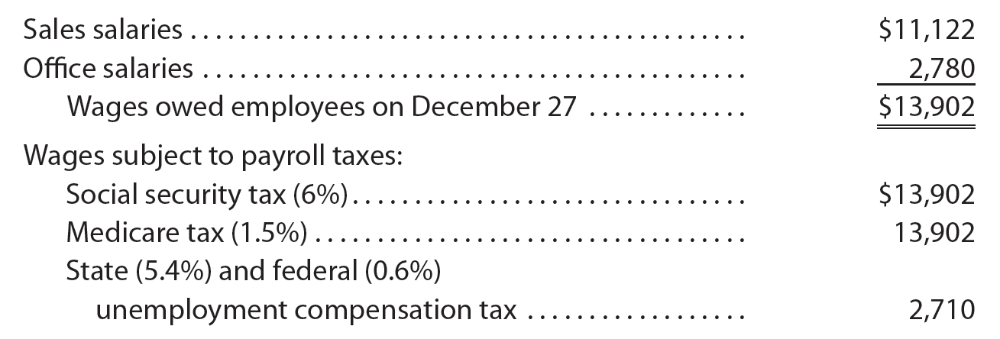 Sales salaries ............................................ $11,122
Office salaries ........................................... 2,780
Wages owed employees on December 27 ............. $13,902
Wages subject to payroll taxes:
Social security tax (6%)................................ $13,902
Medicare tax (1.5%) ................................... 13,902
State (5.4%) and federal (0.6%)
unemployment compensation tax .................. 2,710